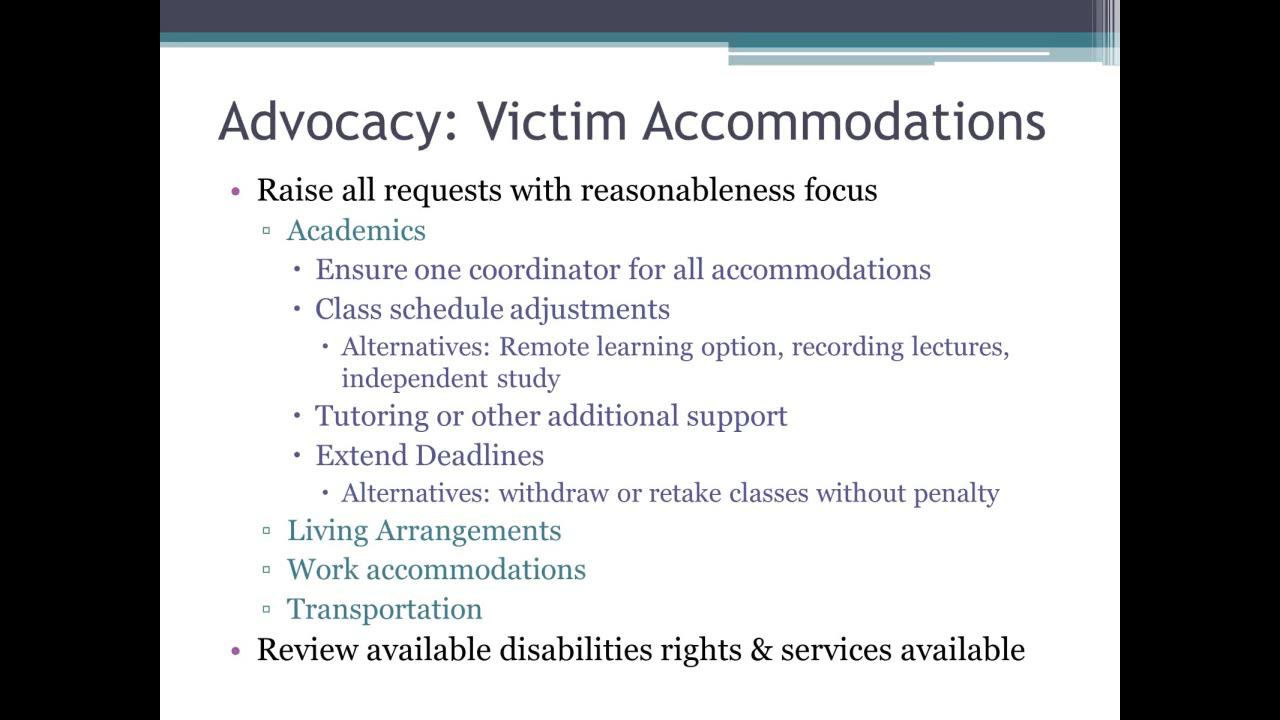 Advocacy: Victim Accommodations
• Raise all requests with reasonableness focus
▫ Academics
▪ Ensure one coordinator for all accommodations
▪ Class schedule adjustments
▪ Alternatives: Remote learning option, recording lectures,
independent study
▪ Tutoring or other additional support
▪ Extend Deadlines
▪ Alternatives: withdraw or retake classes without penalty
▫ Living Arrangements
▫ Work accommodations
▫ Transportation
• Review available disabilities rights & services available